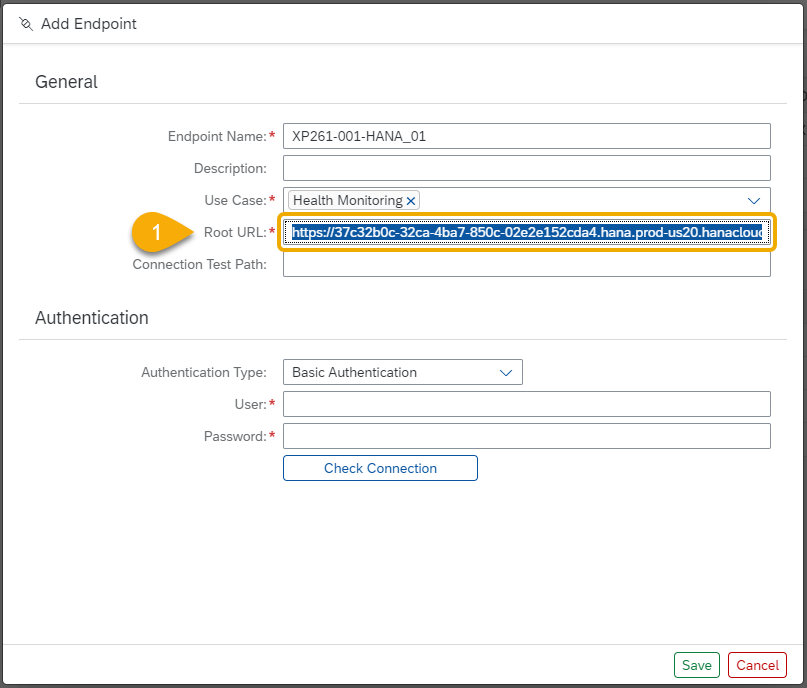 Add Endpoint
General
Endpoint Name:* XP261-001-HANA_01
Description:
Use Case:* Health Monitoring ×
1 Root URL:* https://37c32b0c-32ca-4ba7-850c-02e2e152cda4.hana.prod-us20.hanacloud
Connection Test Path:
Authentication
Authentication Type: Basic Authentication
User:*
Password:*
Check Connection
Save Cancel